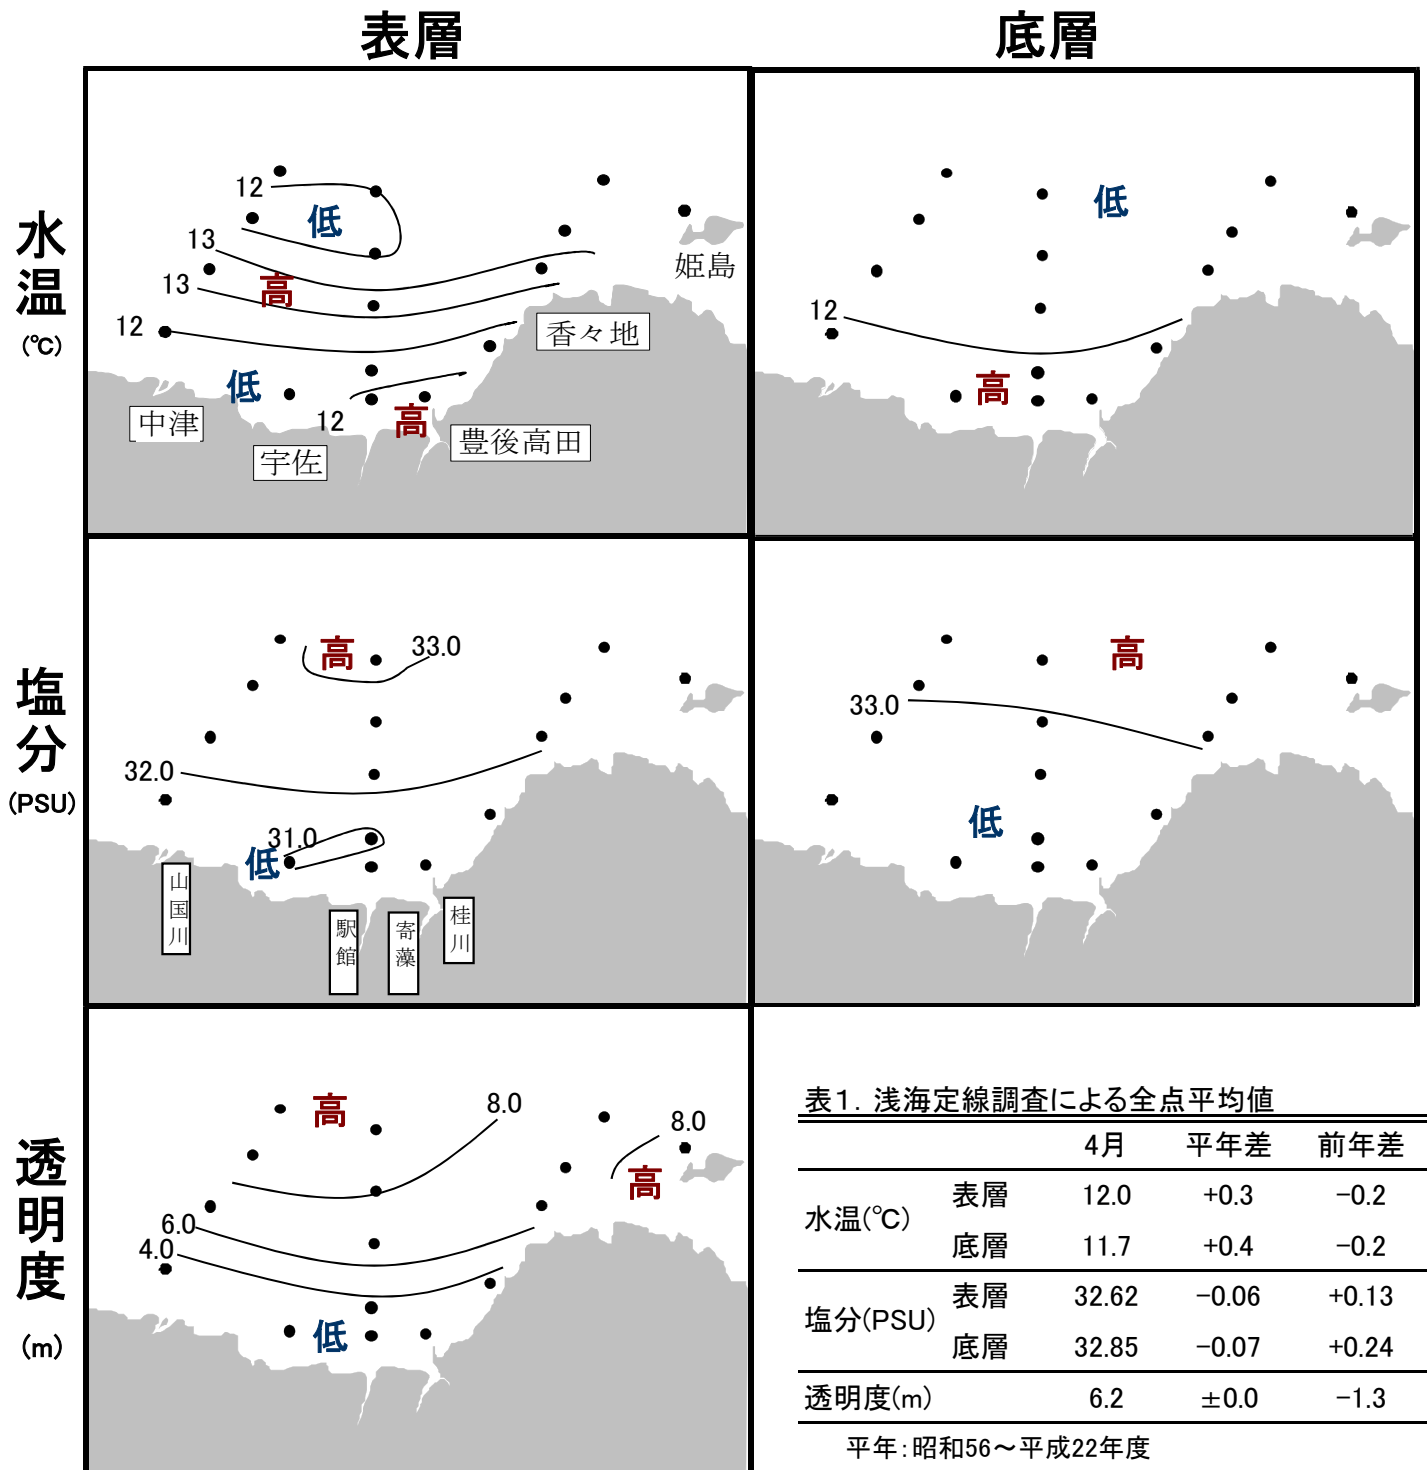 表層
底層
水温
(℃)
12
低
13
高
13
12
低
12
高
姫島
香々地
中津
宇佐
豊後高田
低
12
高
塩分
(PSU)
高
33.0
32.0
31.0
低
山国川
駅館
寄藻
桂川
高
33.0
低
透明度
(m)
高
8.0
8.0
高
6.0
4.0
低
表1. 浅海定線調査による全点平均値
4月 平年差 前年差
水温(℃) 表層 12.0 +0.3 -0.2
底層 11.7 +0.4 -0.2
塩分(PSU) 表層 32.62 -0.06 +0.13
底層 32.85 -0.07 +0.24
透明度(m) 6.2 ±0.0 -1.3
平年:昭和56~平成22年度